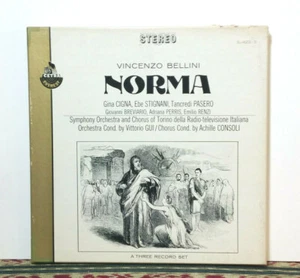 STEREO
VINCENZO BELLINI
NORMA
Gina CIGNA, Ebe STIGNANI, Tancredi PASERO
Giovanni BREVIARIO, Adriana PERRIS, Emilio RENZI
Symphony Orchestra and Chorus of Torino della Radio-televisione Italiana
Orchestra Cond. by Vittorio GUI / Chorus Cond. by Achille CONSOLI
A THREE RECORD SET